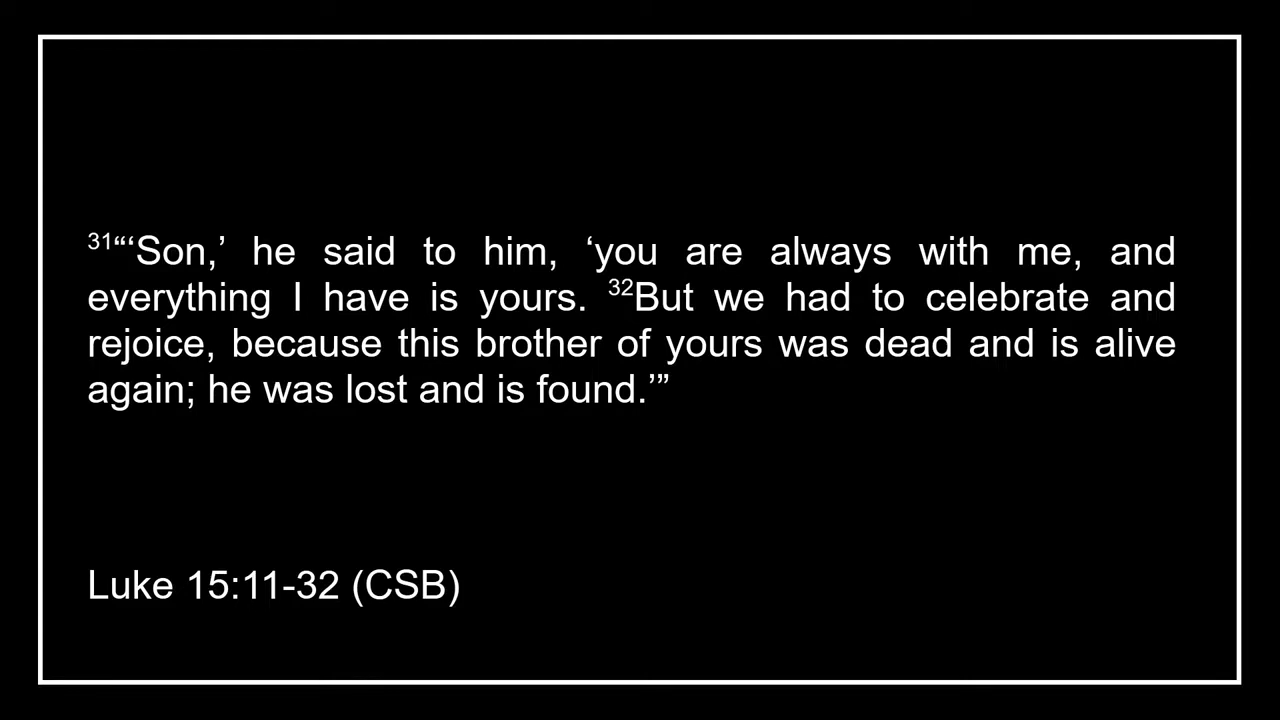 ³¹“‘Son,’ he said to him, ‘you are always with me, and
everything I have is yours. ³²But we had to celebrate and
rejoice, because this brother of yours was dead and is alive
again; he was lost and is found.’”
Luke 15:11-32 (CSB)